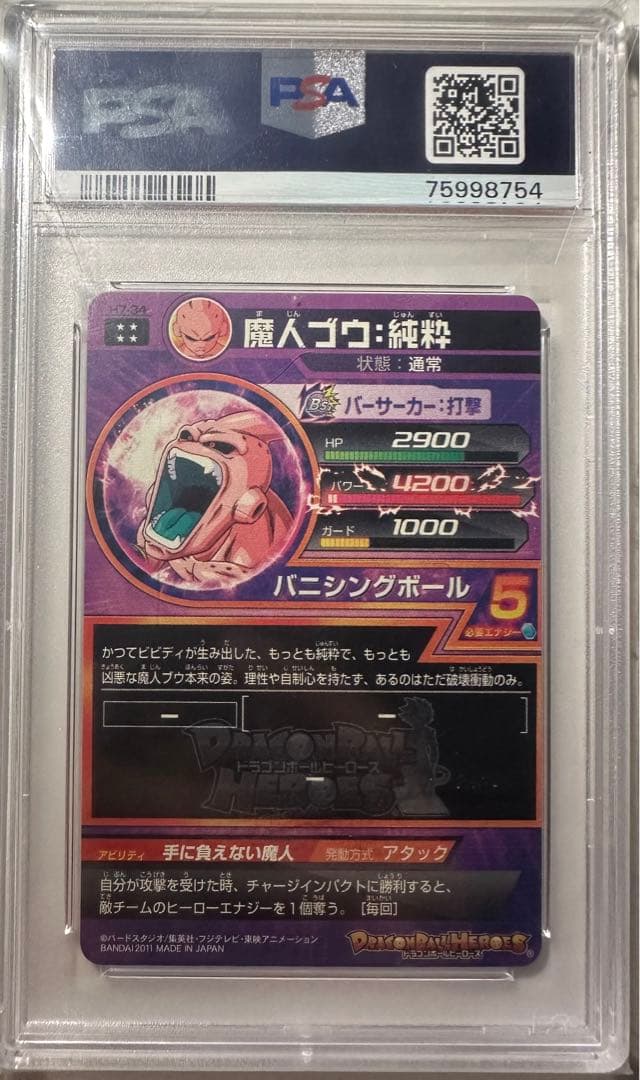 PSA
PSA
75998754
H7-34
魔人ブウ:純粋
状態:通常
BS
バーサーカー:打撃
HP 2900
パワー 4200
ガード 1000
バニシングボール
5
必要エナジー
かつてビビディが生み出した、もっとも純粋で、もっとも
凶悪な魔人ブウ本来の姿。理性や自制心を持たず、あるのはただ破壊衝動のみ。
DRAGONBALL
ドラゴンボールヒーローズ
HEROES
アビリティ 手に負えない魔人 発動方式 アタック
自分が攻撃を受けた時、チャージインパクトに勝利すると、
敵チームのヒーローエナジーを1個奪う。[毎回]
©バードスタジオ/集英社・フジテレビ・東映アニメーション
BANDAI 2011 MADE IN JAPAN
DRAGONBALL HEROES
ドラゴンボールヒーローズ